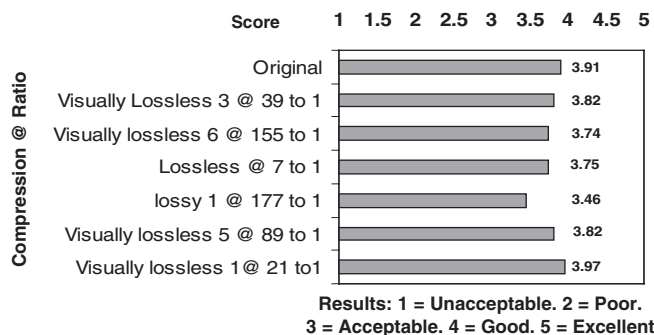 Score 1 1.5 2 2.5 3 3.5 4 4.5 5
Compression @ Ratio
Original 3.91
Visually Lossless 3 @ 39 to 1 3.82
Visually lossless 6 @ 155 to 1 3.74
Lossless @ 7 to 1 3.75
lossy 1 @ 177 to 1 3.46
Visually lossless 5 @ 89 to 1 3.82
Visually lossless 1@ 21 to1 3.97
Results: 1 = Unacceptable. 2 = Poor.
3 = Acceptable. 4 = Good. 5 = Excellent